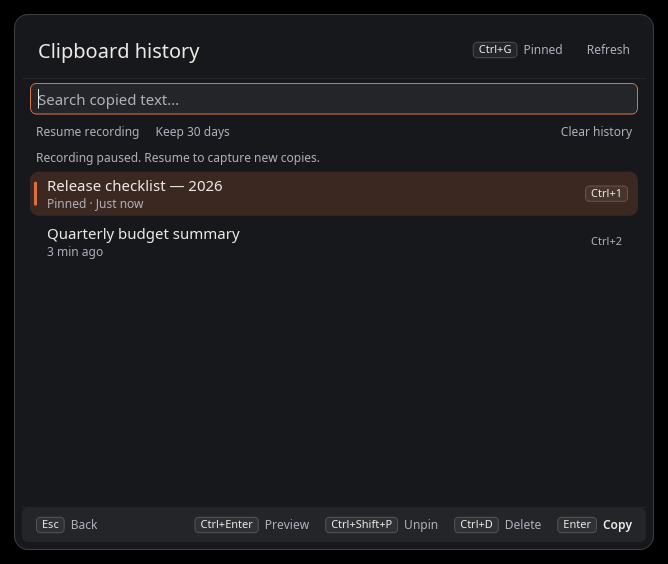 Clipboard history
Ctrl+G Pinned Refresh
Search copied text...
Resume recording Keep 30 days Clear history
Recording paused. Resume to capture new copies.
Release checklist — 2026
Pinned · Just now
Ctrl+1
Quarterly budget summary
3 min ago
Ctrl+2
Esc Back Ctrl+Enter Preview Ctrl+Shift+P Unpin Ctrl+D Delete Enter Copy